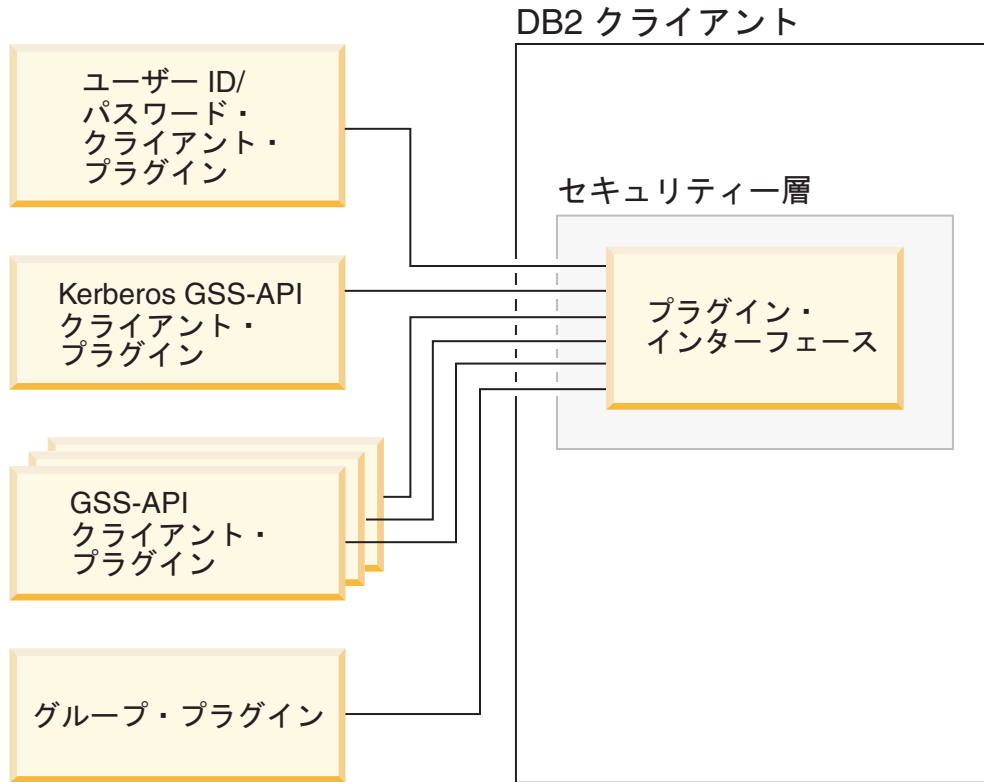 DB2 クライアント
ユーザー ID/
パスワード・
クライアント・
プラグイン
セキュリティー層
Kerberos GSS-API
クライアント・
プラグイン
プラグイン・
インターフェース
GSS-API
クライアント・
プラグイン
グループ・プラグイン